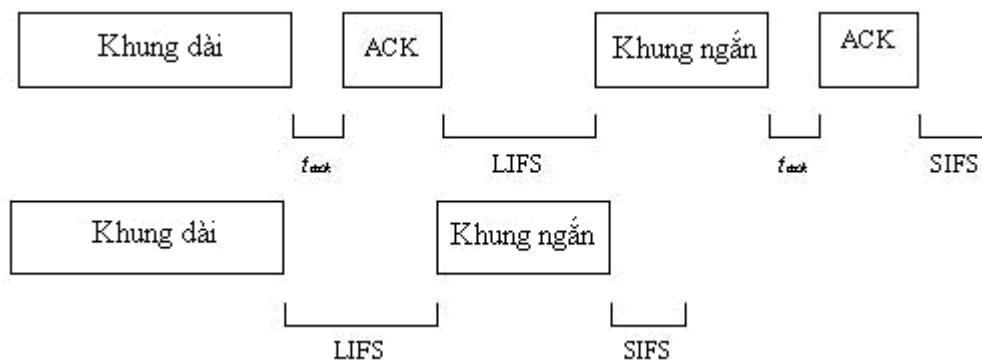 Khung dài
ACK
Khung ngắn
ACK
LIFS
SIFS
Khung dài
Khung ngắn
LIFS
SIFS